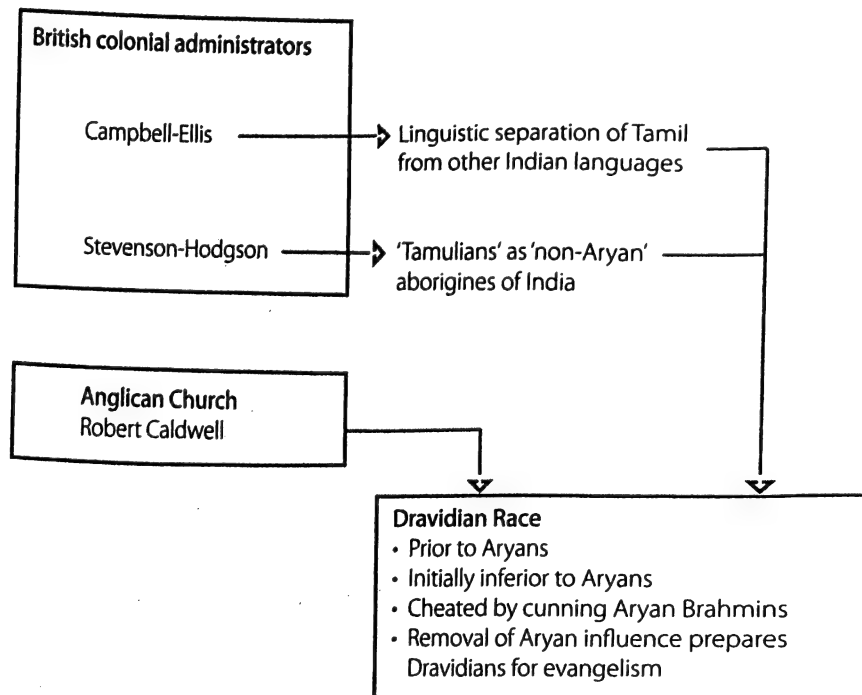 British colonial administrators
Campbell-Ellis
Linguistic separation of Tamil
from other Indian languages
Stevenson-Hodgson
'Tamulians' as 'non-Aryan'
aborigines of India
Anglican Church
Robert Caldwell
Dravidian Race
• Prior to Aryans
• Initially inferior to Aryans
• Cheated by cunning Aryan Brahmins
• Removal of Aryan influence prepares
Dravidians for evangelism